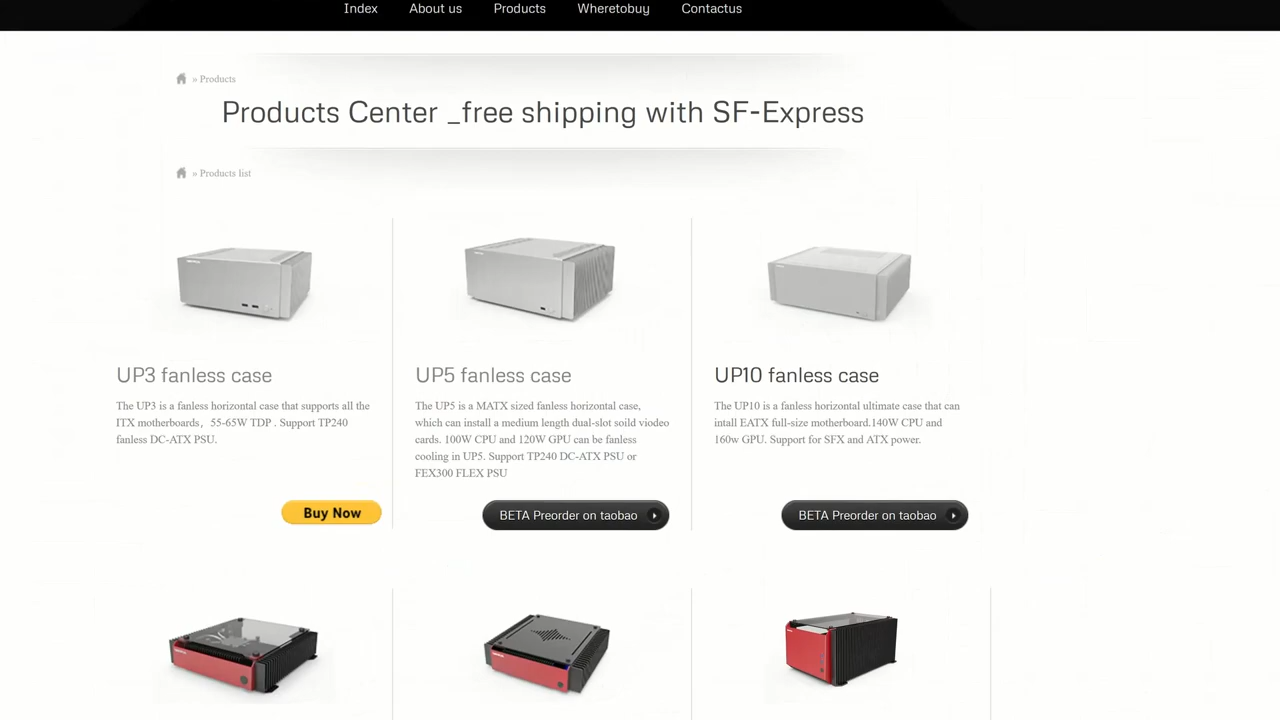 Index About us Products Wheretobuy Contactus
» Products
Products Center _free shipping with SF-Express
» Products list
UP3 fanless case
The UP3 is a fanless horizontal case that supports all the
ITX motherboards，55-65W TDP . Support TP240
fanless DC-ATX PSU.
Buy Now
UP5 fanless case
The UP5 is a MATX sized fanless horizontal case,
which can install a medium length dual-slot soild viodeo
cards. 100W CPU and 120W GPU can be fanless
cooling in UP5. Support TP240 DC-ATX PSU or
FEX300 FLEX PSU
BETA Preorder on taobao
UP10 fanless case
The UP10 is a fanless horizontal ultimate case that can
intall EATX full-size motherboard.140W CPU and
160w GPU. Support for SFX and ATX power.
BETA Preorder on taobao